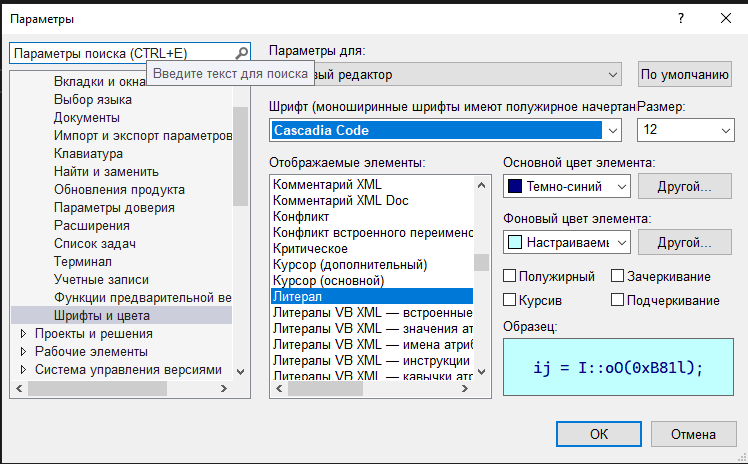 Параметры
? ×
Параметры поиска (CTRL+E)
Введите текст для поиска
Вкладки и окна
Выбор языка
Документы
Импорт и экспорт параметров
Клавиатура
Найти и заменить
Обновления продукта
Параметры доверия
Расширения
Список задач
Терминал
Учетные записи
Функции предварительной ве
Шрифты и цвета
Проекты и решения
Рабочие элементы
Система управления версиями
Параметры для:
вый редактор
По умолчанию
Шрифт (моноширинные шрифты имеют полужирное начертан
Размер:
Cascadia Code
12
Отображаемые элементы:
Комментарий XML
Комментарий XML Doc
Конфликт
Конфликт встроенного переимено
Критическое
Курсор (дополнительный)
Курсор (основной)
Литерал
Литералы VB XML — встроенные
Литералы VB XML — значения ат
Литералы VB XML — имена атриб
Литералы VB XML — инструкции
Литералы VB XML — кавычки атр
Основной цвет элемента:
Темно-синий
Другой...
Фоновый цвет элемента:
Настраиваемь
Другой...
Полужирный
Зачеркивание
Курсив
Подчеркивание
Образец:
ij = I::oO(0xB81l);
ОК
Отмена